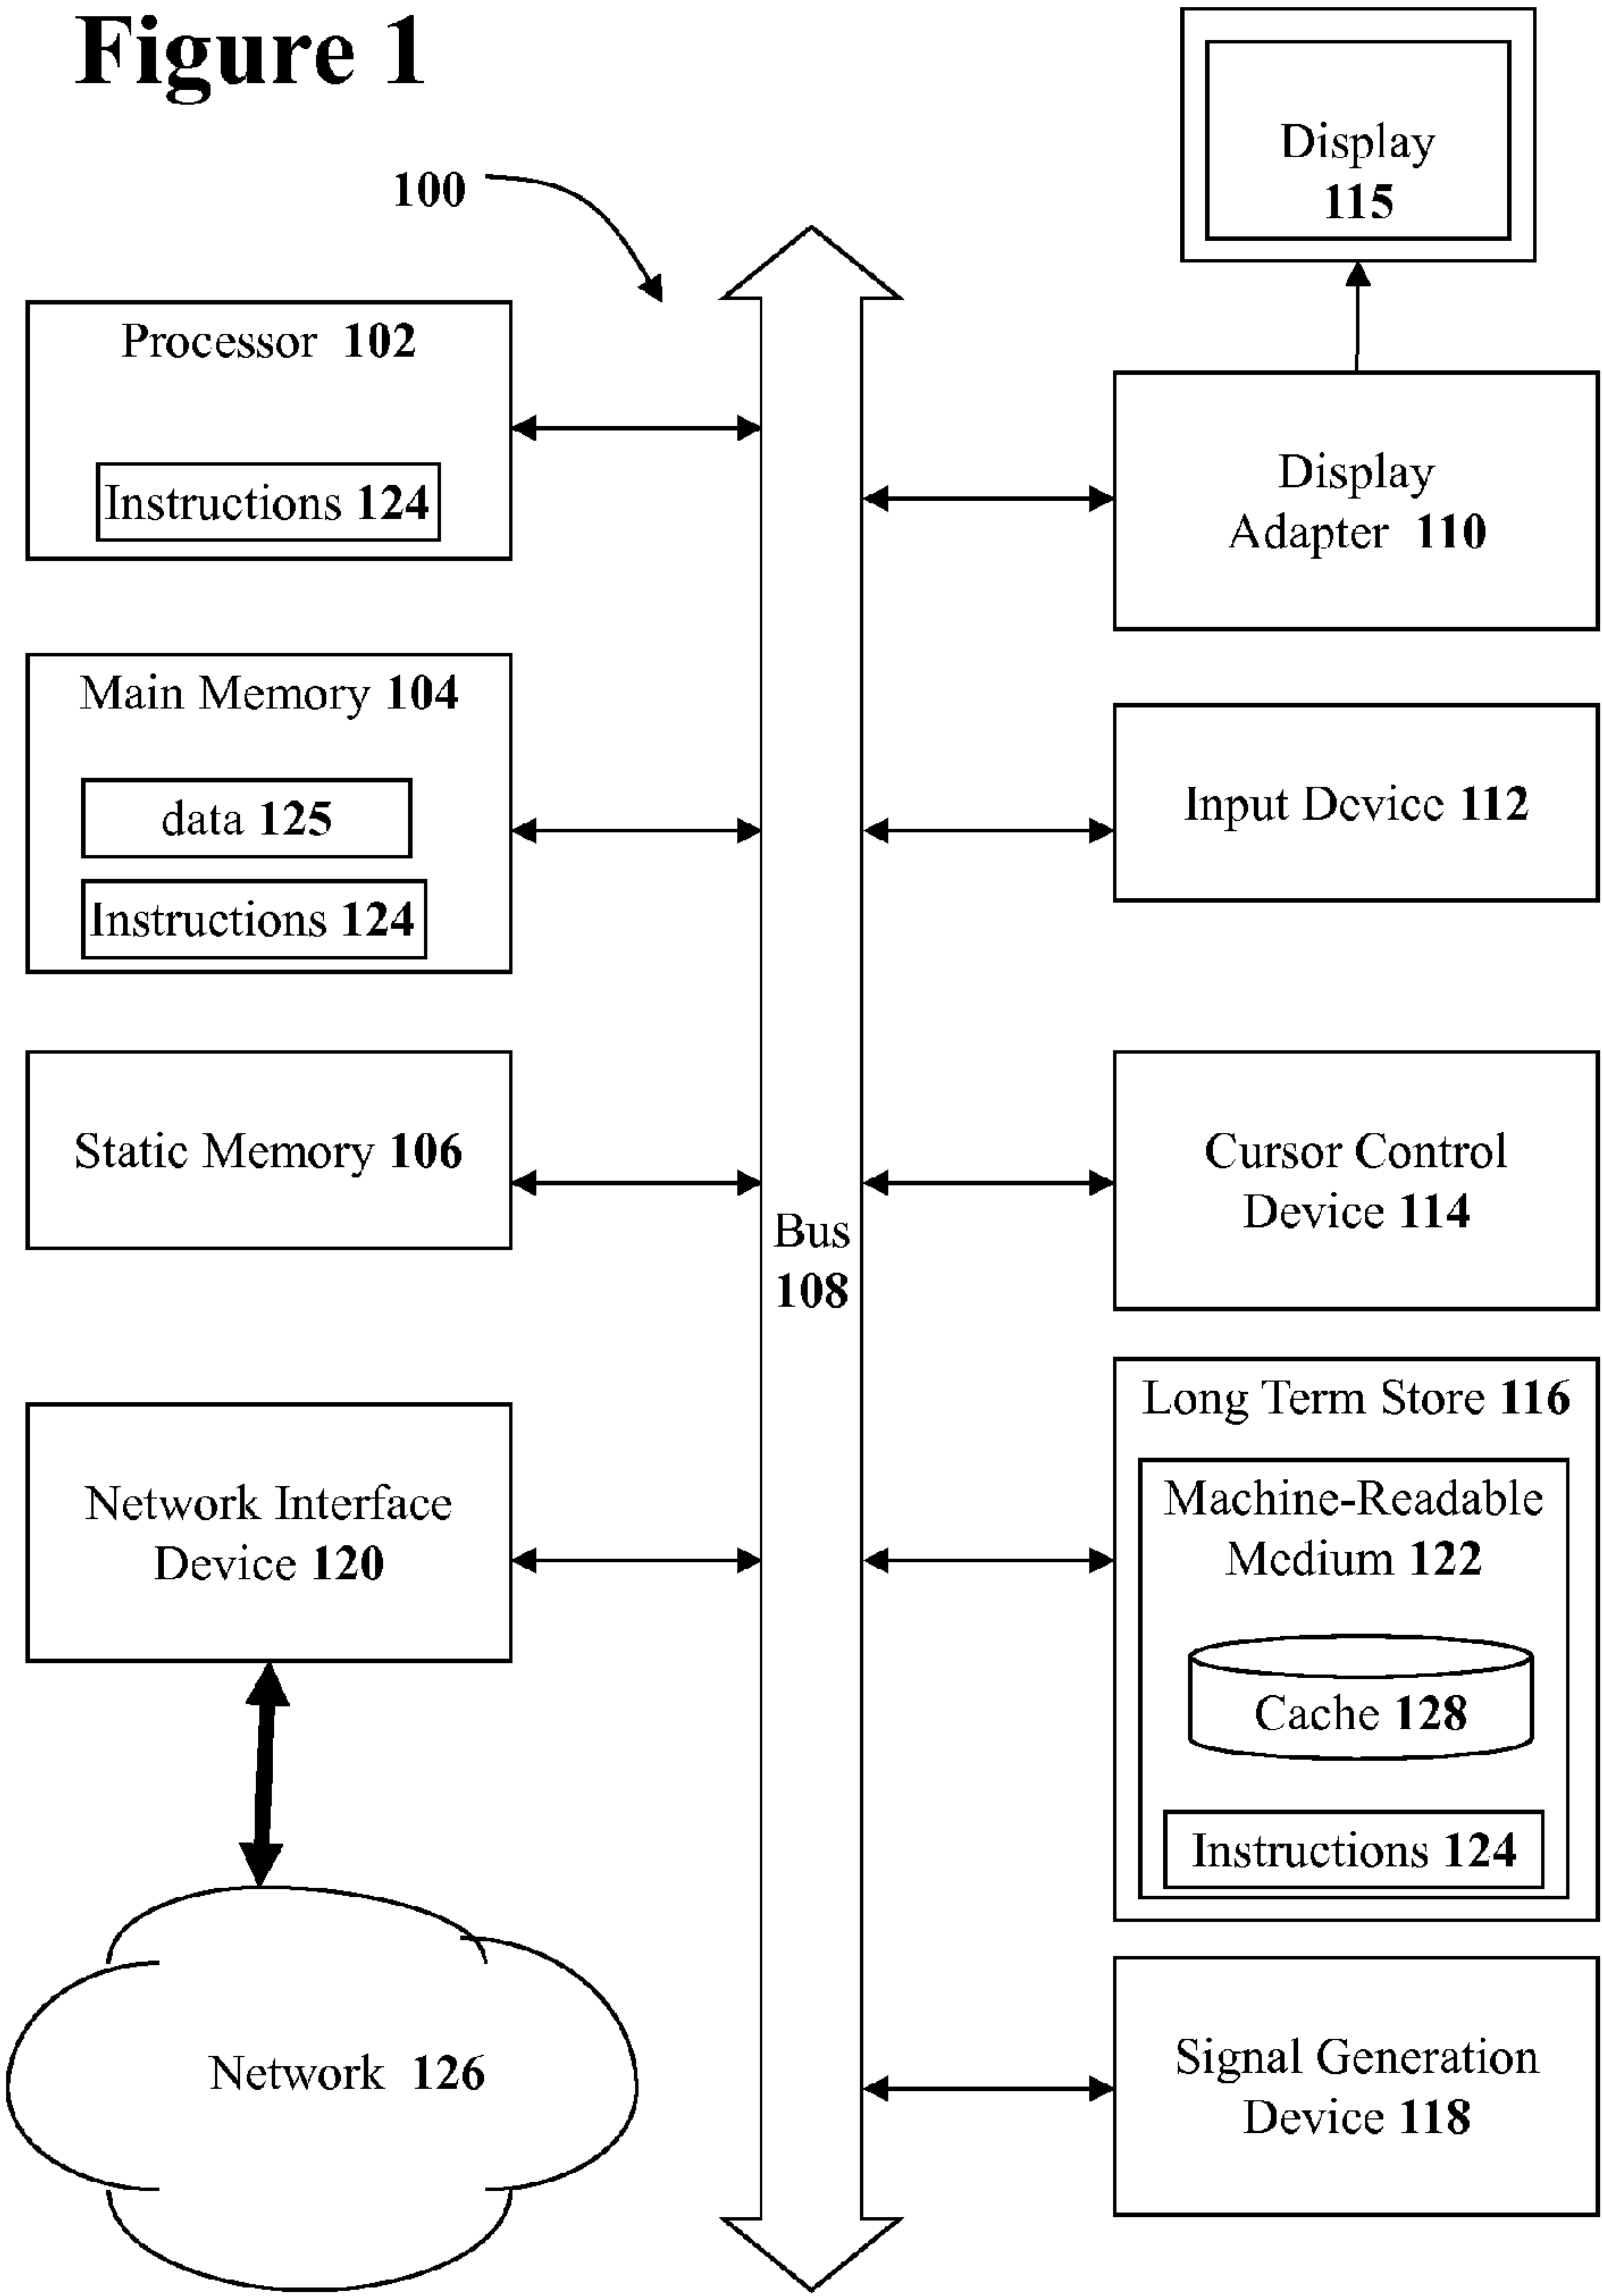 Figure 1
100
Display
115
Processor 102
Instructions 124
Display
Adapter 110
Main Memory 104
data 125
Instructions 124
Input Device 112
Static Memory 106
Cursor Control
Device 114
Bus
108
Network Interface
Device 120
Long Term Store 116
Machine-Readable
Medium 122
Cache 128
Instructions 124
Network 126
Signal Generation
Device 118